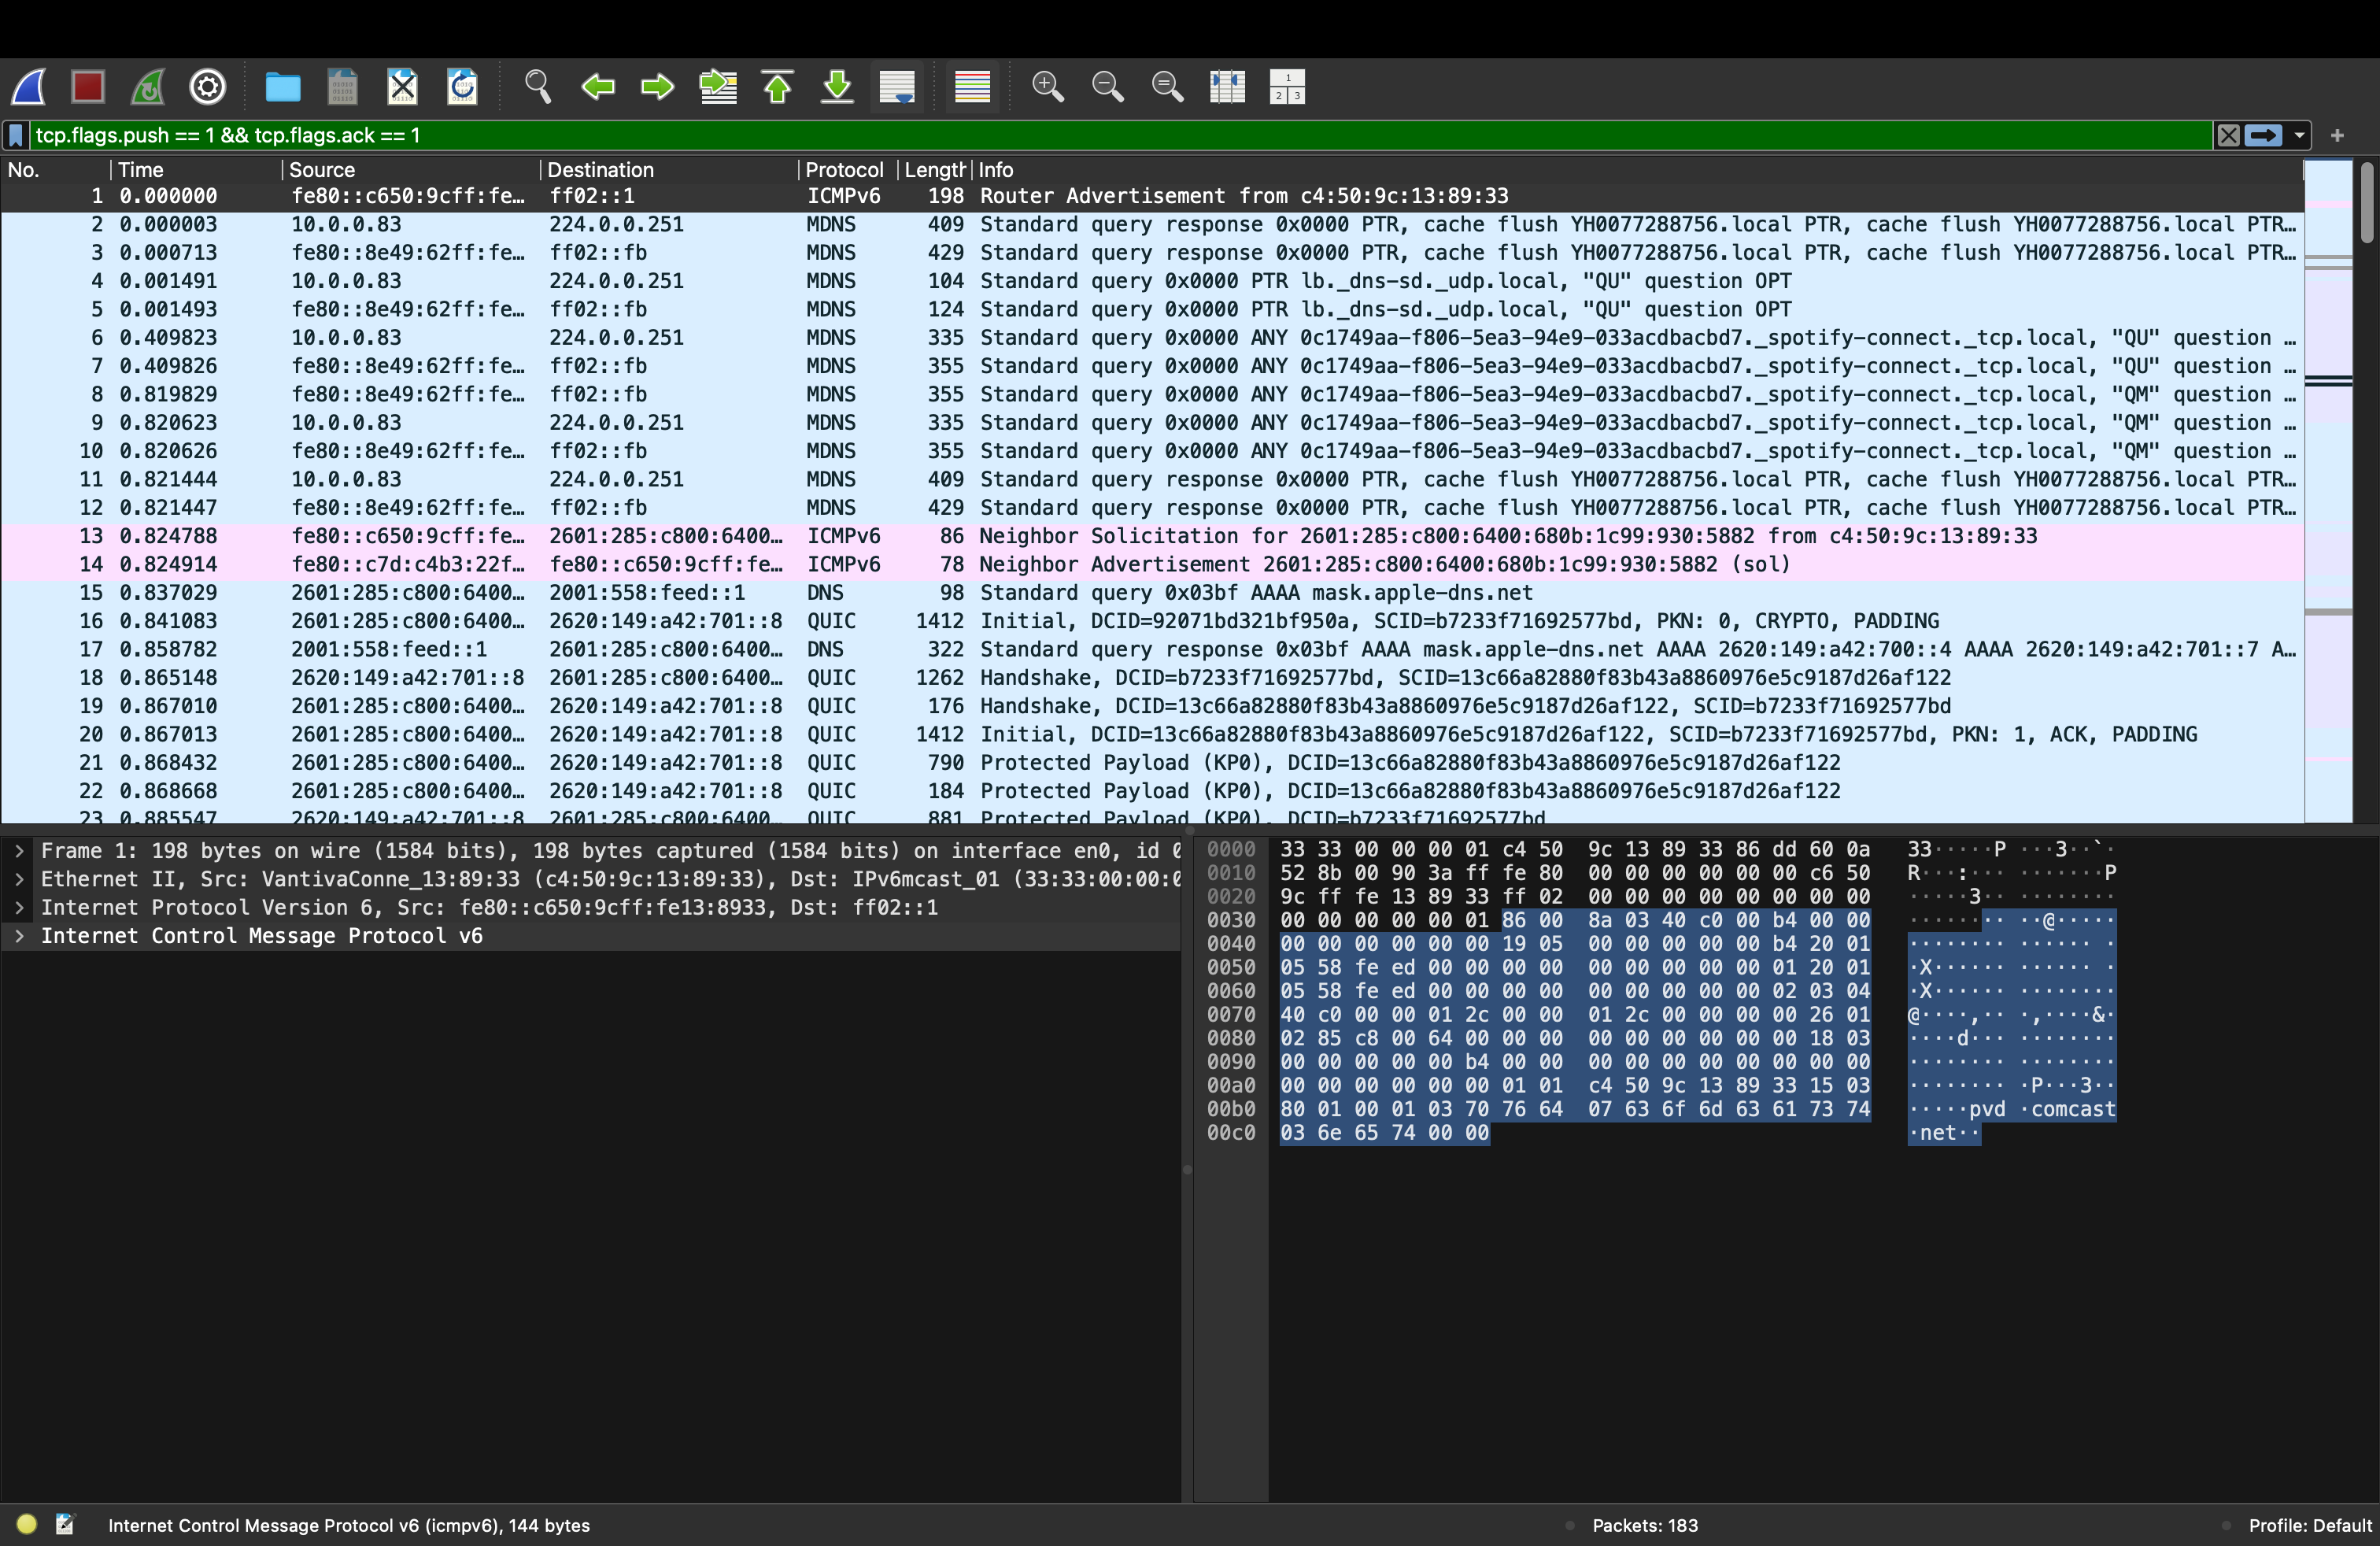 tcp.flags.push == 1 && tcp.flags.ack == 1
No. Time Source Destination Protocol Length Info
1 0.000000 fe80::c650:9cff:fe… ff02::1 ICMPv6 198 Router Advertisement from c4:50:9c:13:89:33
2 0.000003 10.0.0.83 224.0.0.251 MDNS 409 Standard query response 0x0000 PTR, cache flush YH0077288756.local PTR, cache flush YH0077288756.local PTR…
3 0.000713 fe80::8e49:62ff:fe… ff02::fb MDNS 429 Standard query response 0x0000 PTR, cache flush YH0077288756.local PTR, cache flush YH0077288756.local PTR…
4 0.001491 10.0.0.83 224.0.0.251 MDNS 104 Standard query 0x0000 PTR lb._dns-sd._udp.local, "QU" question OPT
5 0.001493 fe80::8e49:62ff:fe… ff02::fb MDNS 124 Standard query 0x0000 PTR lb._dns-sd._udp.local, "QU" question OPT
6 0.409823 10.0.0.83 224.0.0.251 MDNS 335 Standard query 0x0000 ANY 0c1749aa-f806-5ea3-94e9-033acdbacbd7._spotify-connect._tcp.local, "QU" question …
7 0.409826 fe80::8e49:62ff:fe… ff02::fb MDNS 355 Standard query 0x0000 ANY 0c1749aa-f806-5ea3-94e9-033acdbacbd7._spotify-connect._tcp.local, "QU" question …
8 0.819829 fe80::8e49:62ff:fe… ff02::fb MDNS 355 Standard query 0x0000 ANY 0c1749aa-f806-5ea3-94e9-033acdbacbd7._spotify-connect._tcp.local, "QM" question …
9 0.820623 10.0.0.83 224.0.0.251 MDNS 335 Standard query 0x0000 ANY 0c1749aa-f806-5ea3-94e9-033acdbacbd7._spotify-connect._tcp.local, "QM" question …
10 0.820626 fe80::8e49:62ff:fe… ff02::fb MDNS 355 Standard query 0x0000 ANY 0c1749aa-f806-5ea3-94e9-033acdbacbd7._spotify-connect._tcp.local, "QM" question …
11 0.821444 10.0.0.83 224.0.0.251 MDNS 409 Standard query response 0x0000 PTR, cache flush YH0077288756.local PTR, cache flush YH0077288756.local PTR…
12 0.821447 fe80::8e49:62ff:fe… ff02::fb MDNS 429 Standard query response 0x0000 PTR, cache flush YH0077288756.local PTR, cache flush YH0077288756.local PTR…
13 0.824788 fe80::c650:9cff:fe… 2601:285:c800:6400… ICMPv6 86 Neighbor Solicitation for 2601:285:c800:6400:680b:1c99:930:5882 from c4:50:9c:13:89:33
14 0.824914 fe80::c7d:c4b3:22f… fe80::c650:9cff:fe… ICMPv6 78 Neighbor Advertisement 2601:285:c800:6400:680b:1c99:930:5882 (sol)
15 0.837029 2601:285:c800:6400… 2001:558:feed::1 DNS 98 Standard query 0x03bf AAAA mask.apple-dns.net
16 0.841083 2601:285:c800:6400… 2620:149:a42:701::8 QUIC 1412 Initial, DCID=92071bd321bf950a, SCID=b7233f71692577bd, PKN: 0, CRYPTO, PADDING
17 0.858782 2001:558:feed::1 2601:285:c800:6400… DNS 322 Standard query response 0x03bf AAAA mask.apple-dns.net AAAA 2620:149:a42:700::4 AAAA 2620:149:a42:701::7 A…
18 0.865148 2620:149:a42:701::8 2601:285:c800:6400… QUIC 1262 Handshake, DCID=b7233f71692577bd, SCID=13c66a82880f83b43a8860976e5c9187d26af122
19 0.867010 2601:285:c800:6400… 2620:149:a42:701::8 QUIC 176 Handshake, DCID=13c66a82880f83b43a8860976e5c9187d26af122, SCID=b7233f71692577bd
20 0.867013 2601:285:c800:6400… 2620:149:a42:701::8 QUIC 1412 Initial, DCID=13c66a82880f83b43a8860976e5c9187d26af122, SCID=b7233f71692577bd, PKN: 1, ACK, PADDING
21 0.868432 2601:285:c800:6400… 2620:149:a42:701::8 QUIC 790 Protected Payload (KP0), DCID=13c66a82880f83b43a8860976e5c9187d26af122
22 0.868668 2601:285:c800:6400… 2620:149:a42:701::8 QUIC 184 Protected Payload (KP0), DCID=13c66a82880f83b43a8860976e5c9187d26af122
23 0.885547 2620:149:a42:701::8 2601:285:c800:6400… QUIC 881 Protected Payload (KP0), DCID=b7233f71692577bd
Frame 1: 198 bytes on wire (1584 bits), 198 bytes captured (1584 bits) on interface en0, id 0
Ethernet II, Src: VantivaConne_13:89:33 (c4:50:9c:13:89:33), Dst: IPv6mcast_01 (33:33:00:00:0
Internet Protocol Version 6, Src: fe80::c650:9cff:fe13:8933, Dst: ff02::1
Internet Control Message Protocol v6
0000 33 33 00 00 00 01 c4 50 9c 13 89 33 86 dd 60 0a 33·····P ···3··`·
0010 52 8b 00 90 3a ff fe 80 00 00 00 00 00 00 c6 50 R···:··· ·······P
0020 9c ff fe 13 89 33 ff 02 00 00 00 00 00 00 00 00 ·····3·· ········
0030 00 00 00 00 00 01 86 00 8a 03 40 c0 00 b4 00 00 ········ ··@·····
0040 00 00 00 00 00 00 19 05 00 00 00 00 00 b4 20 01 ········ ······ ·
0050 05 58 fe ed 00 00 00 00 00 00 00 00 00 01 20 01 ·X······ ······ ·
0060 05 58 fe ed 00 00 00 00 00 00 00 00 00 02 03 04 ·X······ ········
0070 40 c0 00 00 01 2c 00 00 01 2c 00 00 00 00 26 01 @····,·· ·,····&·
0080 02 85 c8 00 64 00 00 00 00 00 00 00 00 00 18 03 ····d··· ········
0090 00 00 00 00 00 b4 00 00 00 00 00 00 00 00 00 00 ········ ········
00a0 00 00 00 00 00 00 01 01 c4 50 9c 13 89 33 15 03 ········ ·P···3··
00b0 80 01 00 01 03 70 76 64 07 63 6f 6d 63 61 73 74 ·····pvd ·comcast
00c0 03 6e 65 74 00 00 ·net··
Internet Control Message Protocol v6 (icmpv6), 144 bytes
Packets: 183
Profile: Default